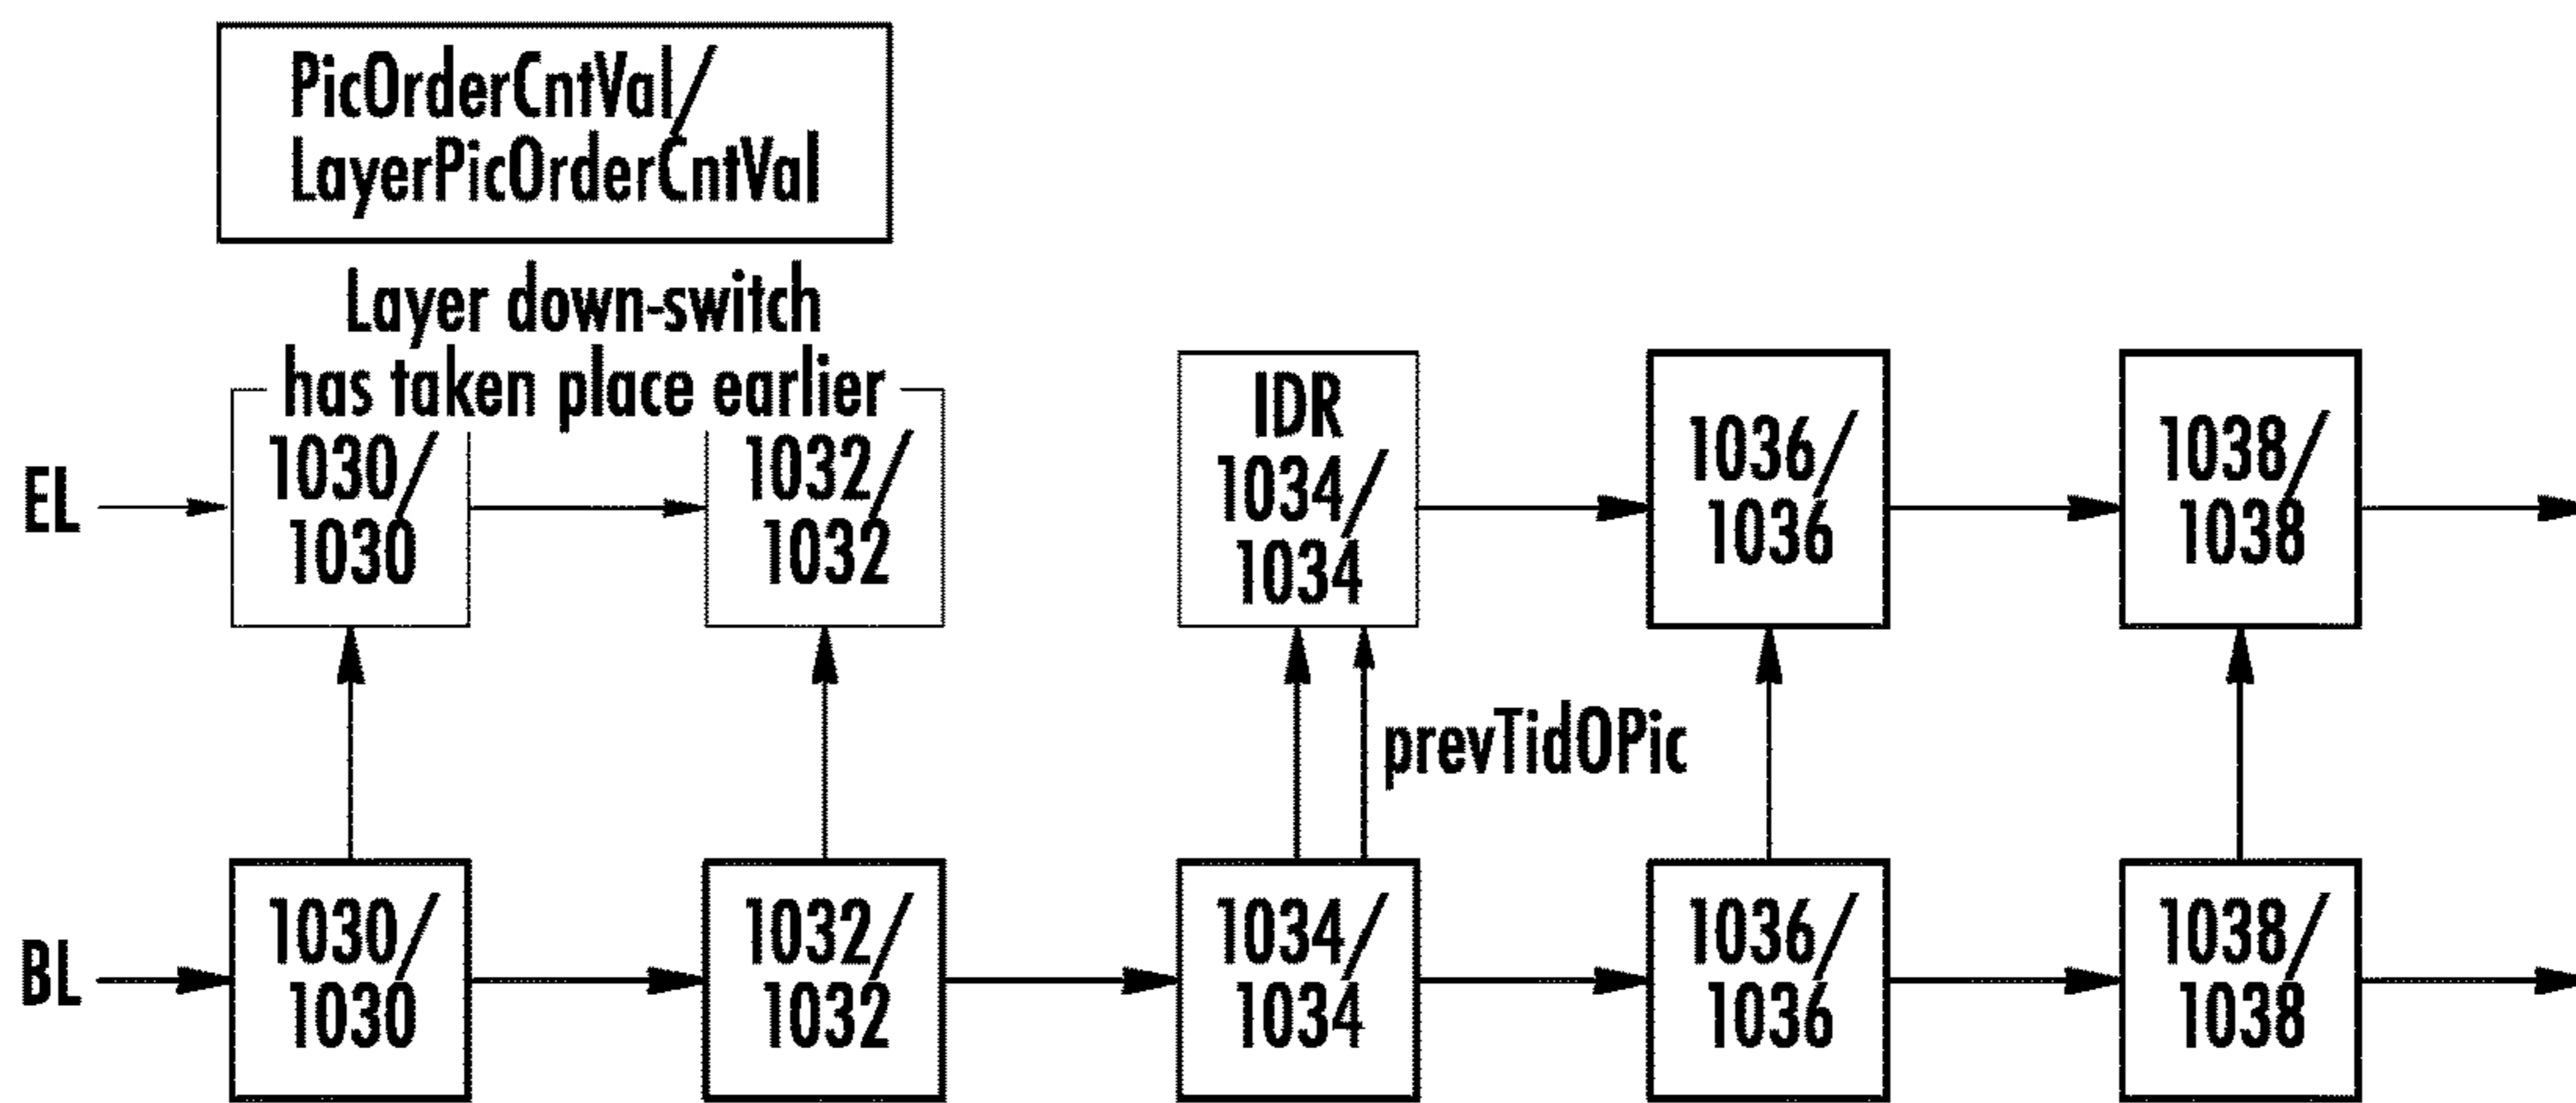 PicOrderCntVal/
LayerPicOrderCntVal
Layer down-switch
has taken place earlier
EL
1030/
1030
1032/
1032
IDR
1034/
1034
1036/
1036
1038/
1038
prevTid0Pic
BL
1030/
1030
1032/
1032
1034/
1034
1036/
1036
1038/
1038